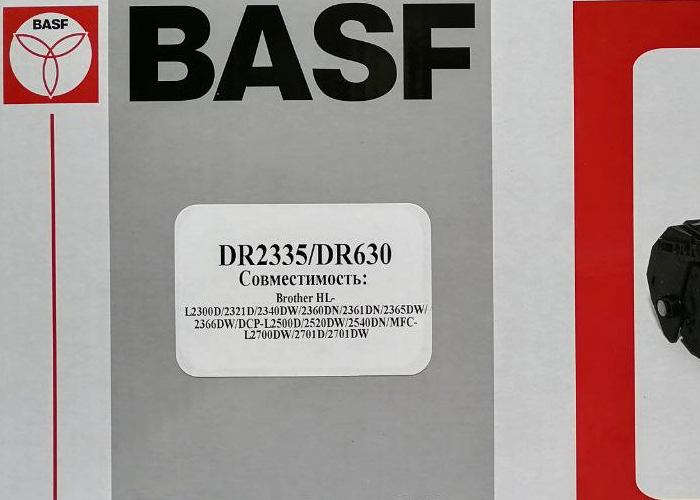 BASF
BASF
DR2335/DR630
Совместимость:
Brother HL-
L2300D/2321D/2340DW/2360DN/2361DN/2365DW/
2366DW/DCP-L2500D/2520DW/2540DN/MFC-
L2700DW/2701D/2701DW